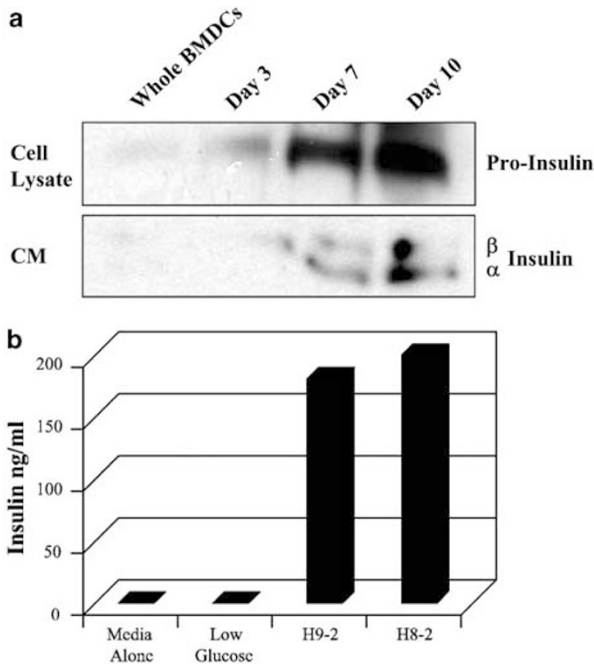 a
Whole BMDCs
Day 3
Day 7
Day 10
Cell
Lysate
Pro-Insulin
CM
β
α
Insulin
b
Insulin ng/ml
200
150
100
50
0
Media
Alone
Low
Glucose
H9-2
H8-2